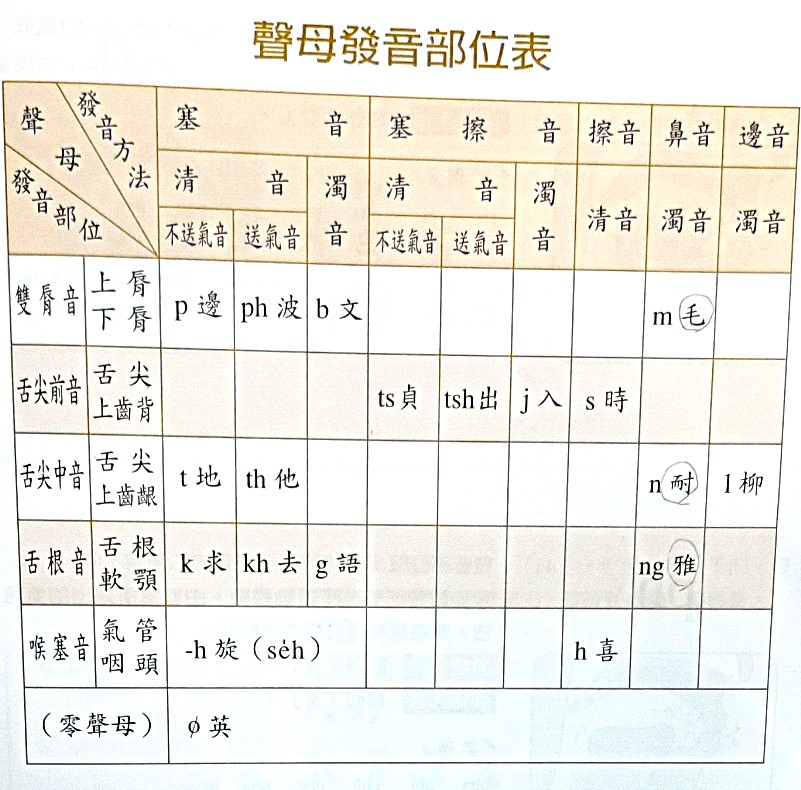 聲母發音部位表
聲母 發音方法 發音部位
塞音 塞擦音 擦音 鼻音 邊音
清音 濁音 清音 濁音 清音 濁音 濁音
不送氣音 送氣音 不送氣音 送氣音
雙脣音 上脣下脣 p 邊 ph 波 b 文 m 毛
舌尖前音 舌尖上齒背 ts 貞 tsh 出 j 入 s 時
舌尖中音 舌尖上齒齦 t 地 th 他 n 耐 l 柳
舌根音 舌根軟顎 k 求 kh 去 g 語 ng 雅
喉塞音 氣管咽頭 -h 旋（se̍h） h 喜
（零聲母） ø 英